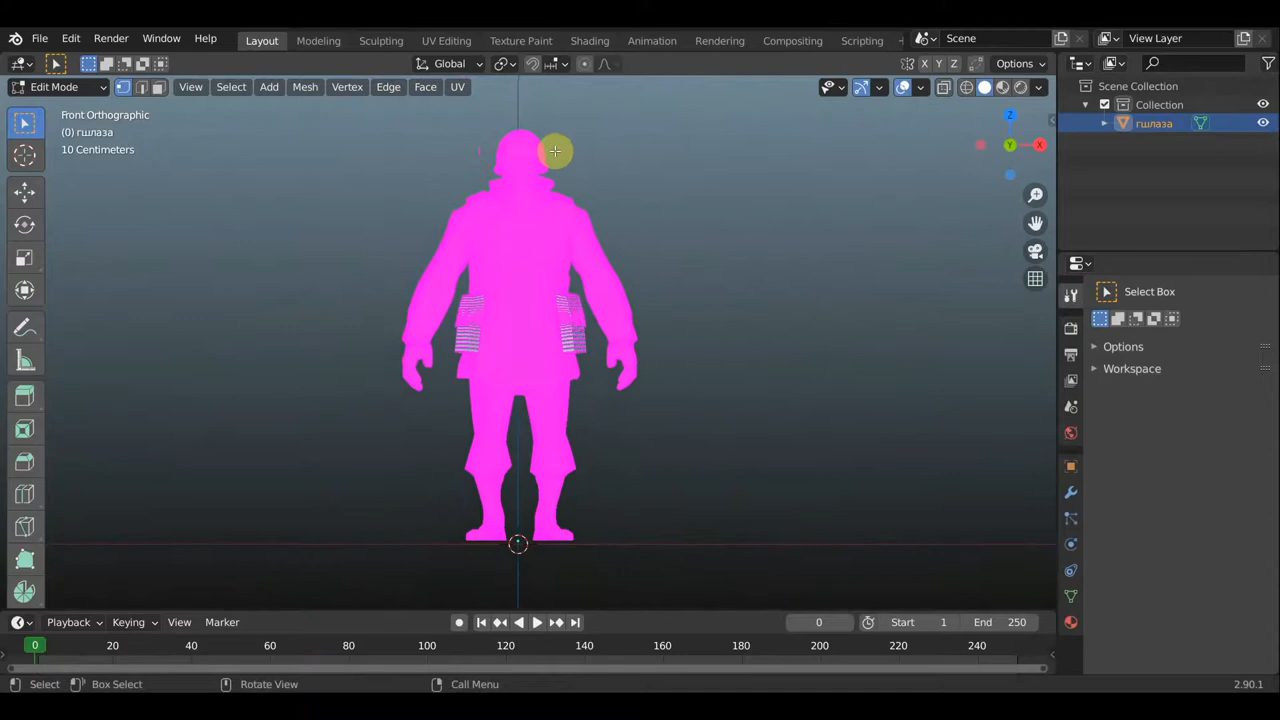 File Edit Render Window Help Layout Modeling Sculpting UV Editing Texture Paint Shading Animation Rendering Compositing Scripting Scene View Layer
Global X Y Z Options
Edit Mode View Select Add Mesh Vertex Edge Face UV
Scene Collection
Collection
гшлаза
Front Orthographic
(0) гшлаза
10 Centimeters
Z
Y
X
Select Box
Options
Workspace
Playback Keying View Marker 0 Start 1 End 250
0 20 40 60 80 100 120 140 160 180 200 220 240
Select Box Select Rotate View Call Menu 2.90.1